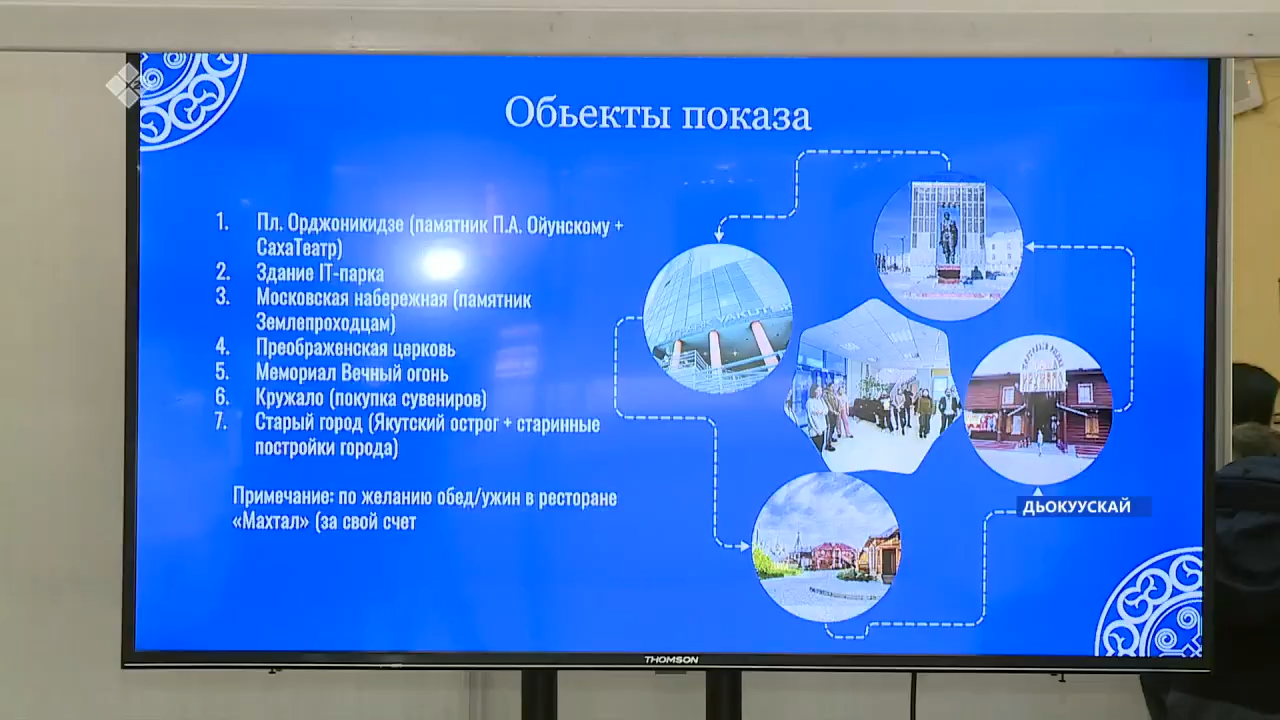 Обьекты показа
1. Пл. Орджоникидзе (памятник П.А. Ойунскому +
СахаТеатр)
2. Здание IT-парка
3. Московская набережная (памятник
Землепроходцам)
4. Преображенская церковь
5. Мемориал Вечный огонь
6. Кружало (покупка сувениров)
7. Старый город (Якутский острог + старинные
постройки города)
Примечание: по желанию обед/ужин в ресторане
«Махтал» (за свой счет
ДЬОКУУСКАЙ
THOMSON